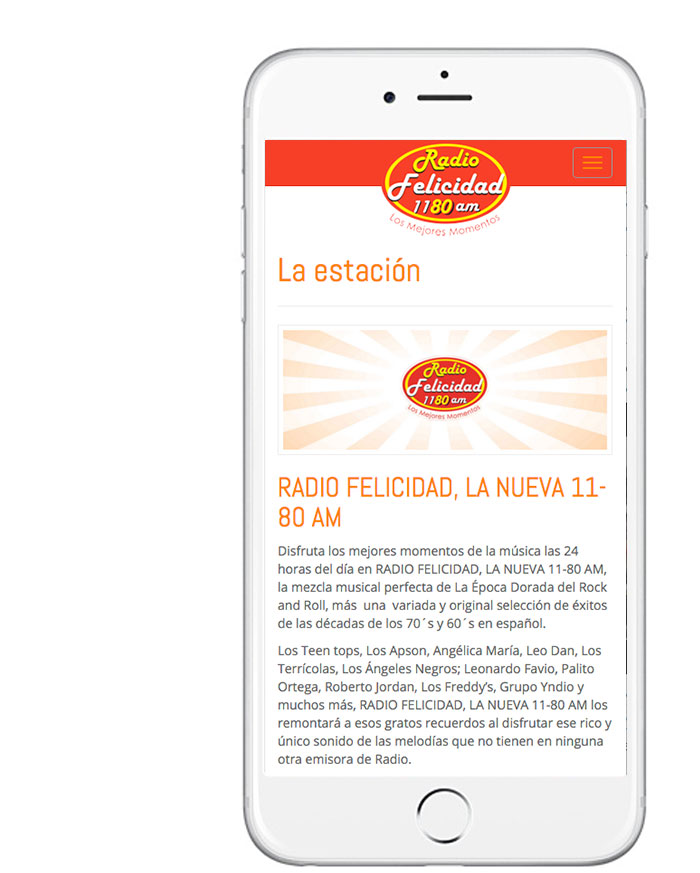 Radio
Felicidad
1180 am
Los Mejores Momentos
La estación
Radio
Felicidad
1180 am
Los Mejores Momentos
RADIO FELICIDAD, LA NUEVA 11-
80 AM
Disfruta los mejores momentos de la música las 24
horas del día en RADIO FELICIDAD, LA NUEVA 11-80 AM,
la mezcla musical perfecta de La Época Dorada del Rock
and Roll, más  una  variada y original selección de éxitos
de las décadas de los 70´s y 60´s en español.
Los Teen tops, Los Apson, Angélica María, Leo Dan, Los
Terrícolas, Los Ángeles Negros; Leonardo Favio, Palito
Ortega, Roberto Jordan, Los Freddy’s, Grupo Yndio y
muchos más, RADIO FELICIDAD, LA NUEVA 11-80 AM los
remontará a esos gratos recuerdos al disfrutar ese rico y
único sonido de las melodías que no tienen en ninguna
otra emisora de Radio.